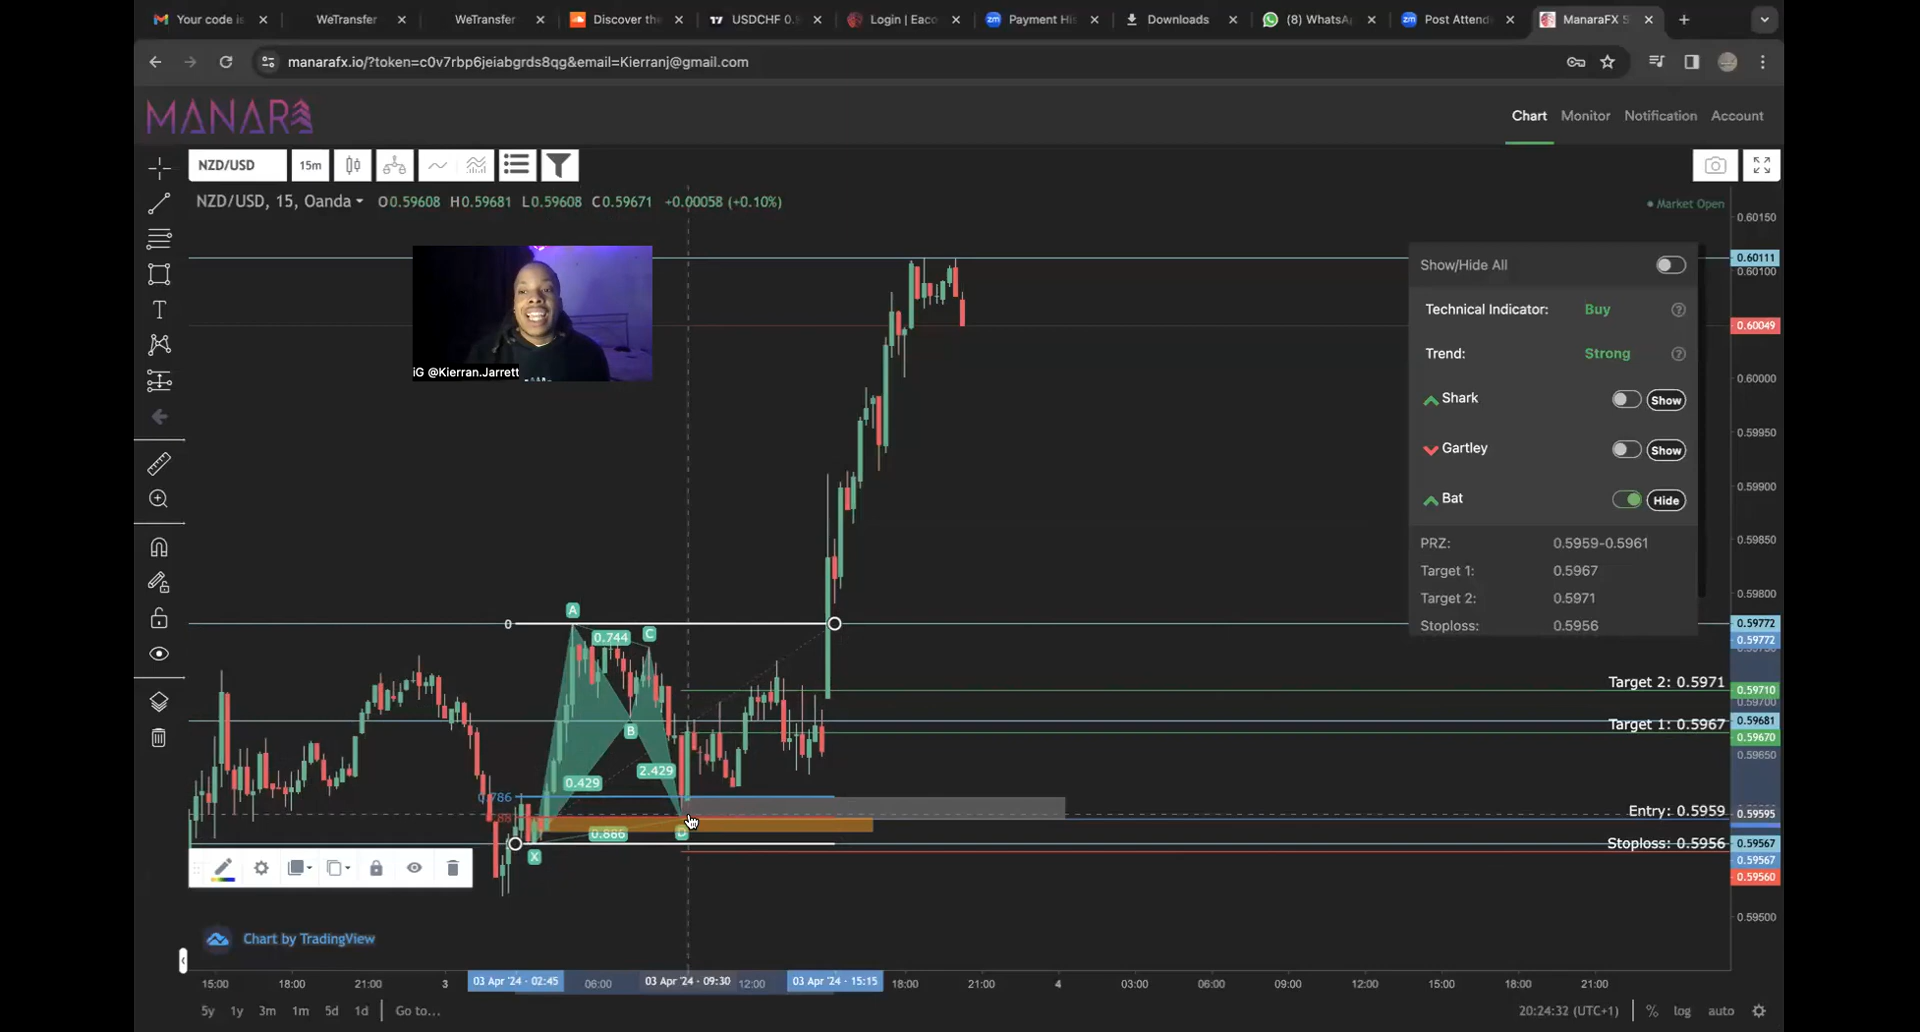 Your code is
WeTransfer
WeTransfer
Discover the
USDCHF 0.
Login | Eaco
Payment His
Downloads
(8) WhatsA
Post Attend
ManaraFX S
manarafx.io/?token=c0v7rbp6jeiabgrds8qg&email=Kierranj@gmail.com
MANARA
Chart
Monitor
Notification
Account
NZD/USD
15m
NZD/USD, 15, Oanda
O0.59608 H0.59681 L0.59608 C0.59671 +0.00058 (+0.10%)
Market Open
0.60150
0.60111
0.60100
0.60049
0.60000
0.59950
0.59900
0.59850
0.59800
0.59772
0.59772
0.59710
0.59700
0.59681
0.59670
0.59650
0.59595
0.59567
0.59567
0.59560
0.59500
iG @Kierran.Jarrett
Show/Hide All
Technical Indicator: Buy
Trend: Strong
Shark
Show
Gartley
Show
Bat
Hide
PRZ: 0.5959-0.5961
Target 1: 0.5967
Target 2: 0.5971
Stoploss: 0.5956
0
A
0.744
C
B
0.429
2.429
0.786
0.886
D
X
Target 2: 0.5971
Target 1: 0.5967
Entry: 0.5959
Stoploss: 0.5956
Chart by TradingView
15:00
18:00
21:00
3
03 Apr '24 - 02:45
06:00
03 Apr '24 - 09:30
12:00
03 Apr '24 - 15:15
18:00
21:00
4
03:00
06:00
09:00
12:00
15:00
18:00
21:00
5y
1y
3m
1m
5d
1d
Go to...
20:24:32 (UTC+1)
%
log
auto